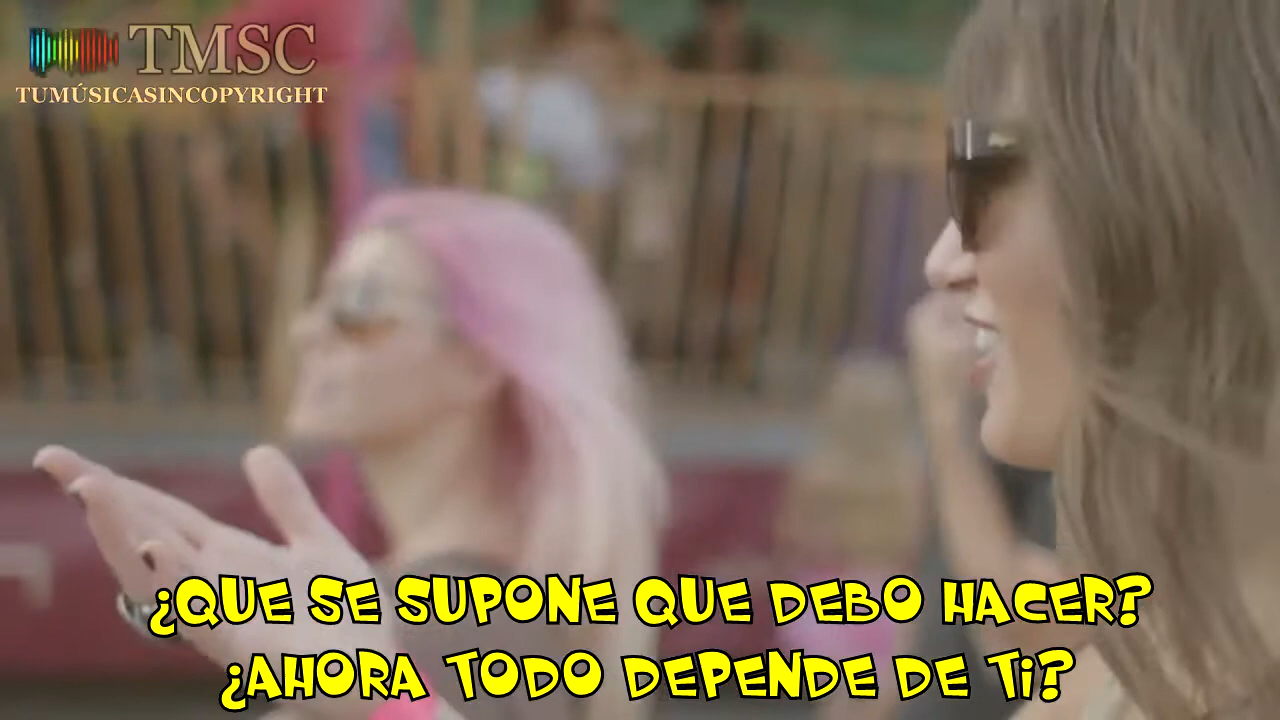 TMSC
TUMÚSICASINCOPYRIGHT
¿QUE SE SUPONE QUE DEBO HACER?
¿AHORA TODO DEPENDE DE Ti?